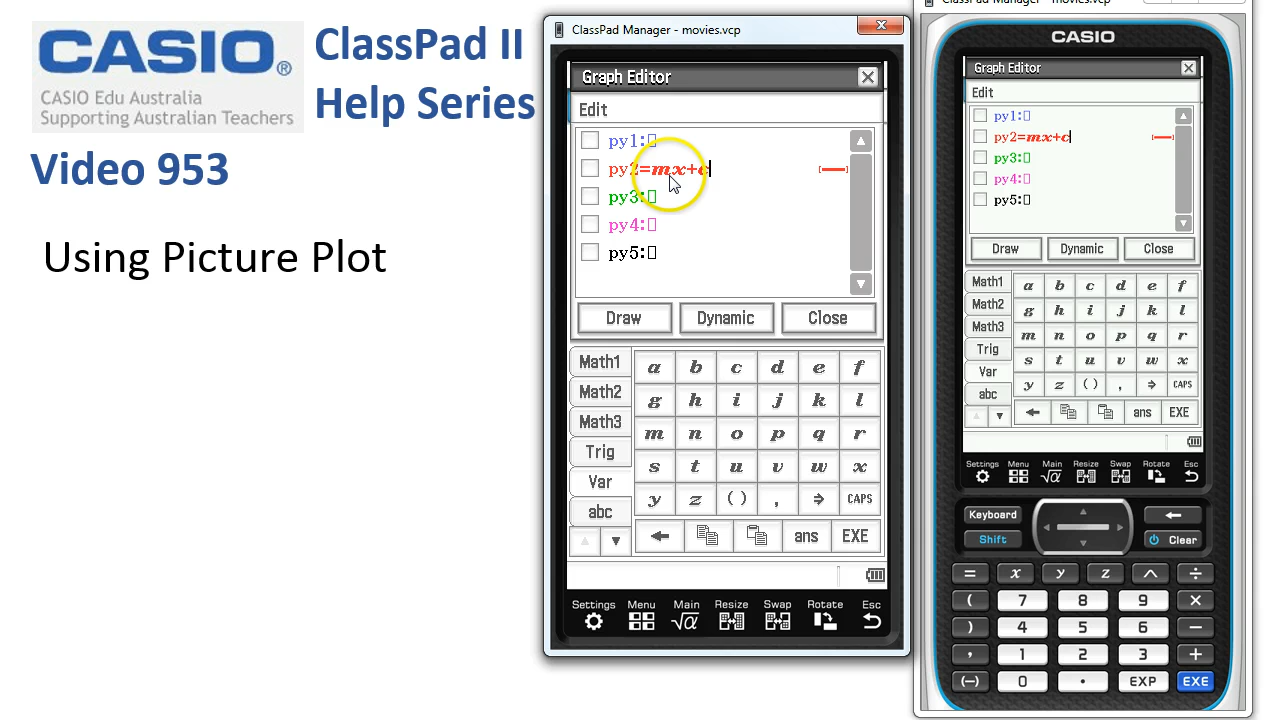 CASIO®
CASIO Edu Australia
Supporting Australian Teachers
ClassPad II
Help Series
Video 953
Using Picture Plot
ClassPad Manager - movies.vcp
Graph Editor
Edit
py1:
py2=mx+c
py3:
py4:
py5:
Draw Dynamic Close
Math1 a b c d e f
Math2 g h i j k l
Math3 m n o p q r
Trig s t u v w x
Var y z ( ) , ⇒ CAPS
abc
← ans EXE
Settings Menu Main Resize Swap Rotate Esc
√α
ClassPad Manager - movies.vcp
CASIO
Graph Editor
Edit
py1:
py2=mx+c
py3:
py4:
py5:
Draw Dynamic Close
Math1 a b c d e f
Math2 g h i j k l
Math3 m n o p q r
Trig s t u v w x
Var y z ( ) , ⇒ CAPS
abc
← ans EXE
Settings Menu Main Resize Swap Rotate Esc
√α
Keyboard ←
Shift Clear
= x y z ^ ÷
( 7 8 9 ×
) 4 5 6 −
, 1 2 3 +
(−) 0 • EXP EXE